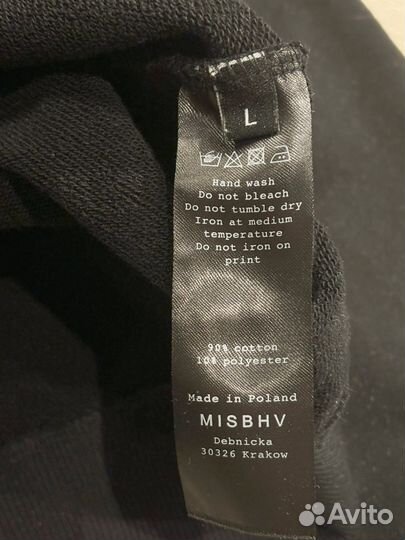 L
Hand wash
Do not bleach
Do not tumble dry
Iron at medium
temperature
Do not iron on
print
90% cotton
10% polyester
Made in Poland
MISBHV
Debnicka
30326 Krakow
Avito